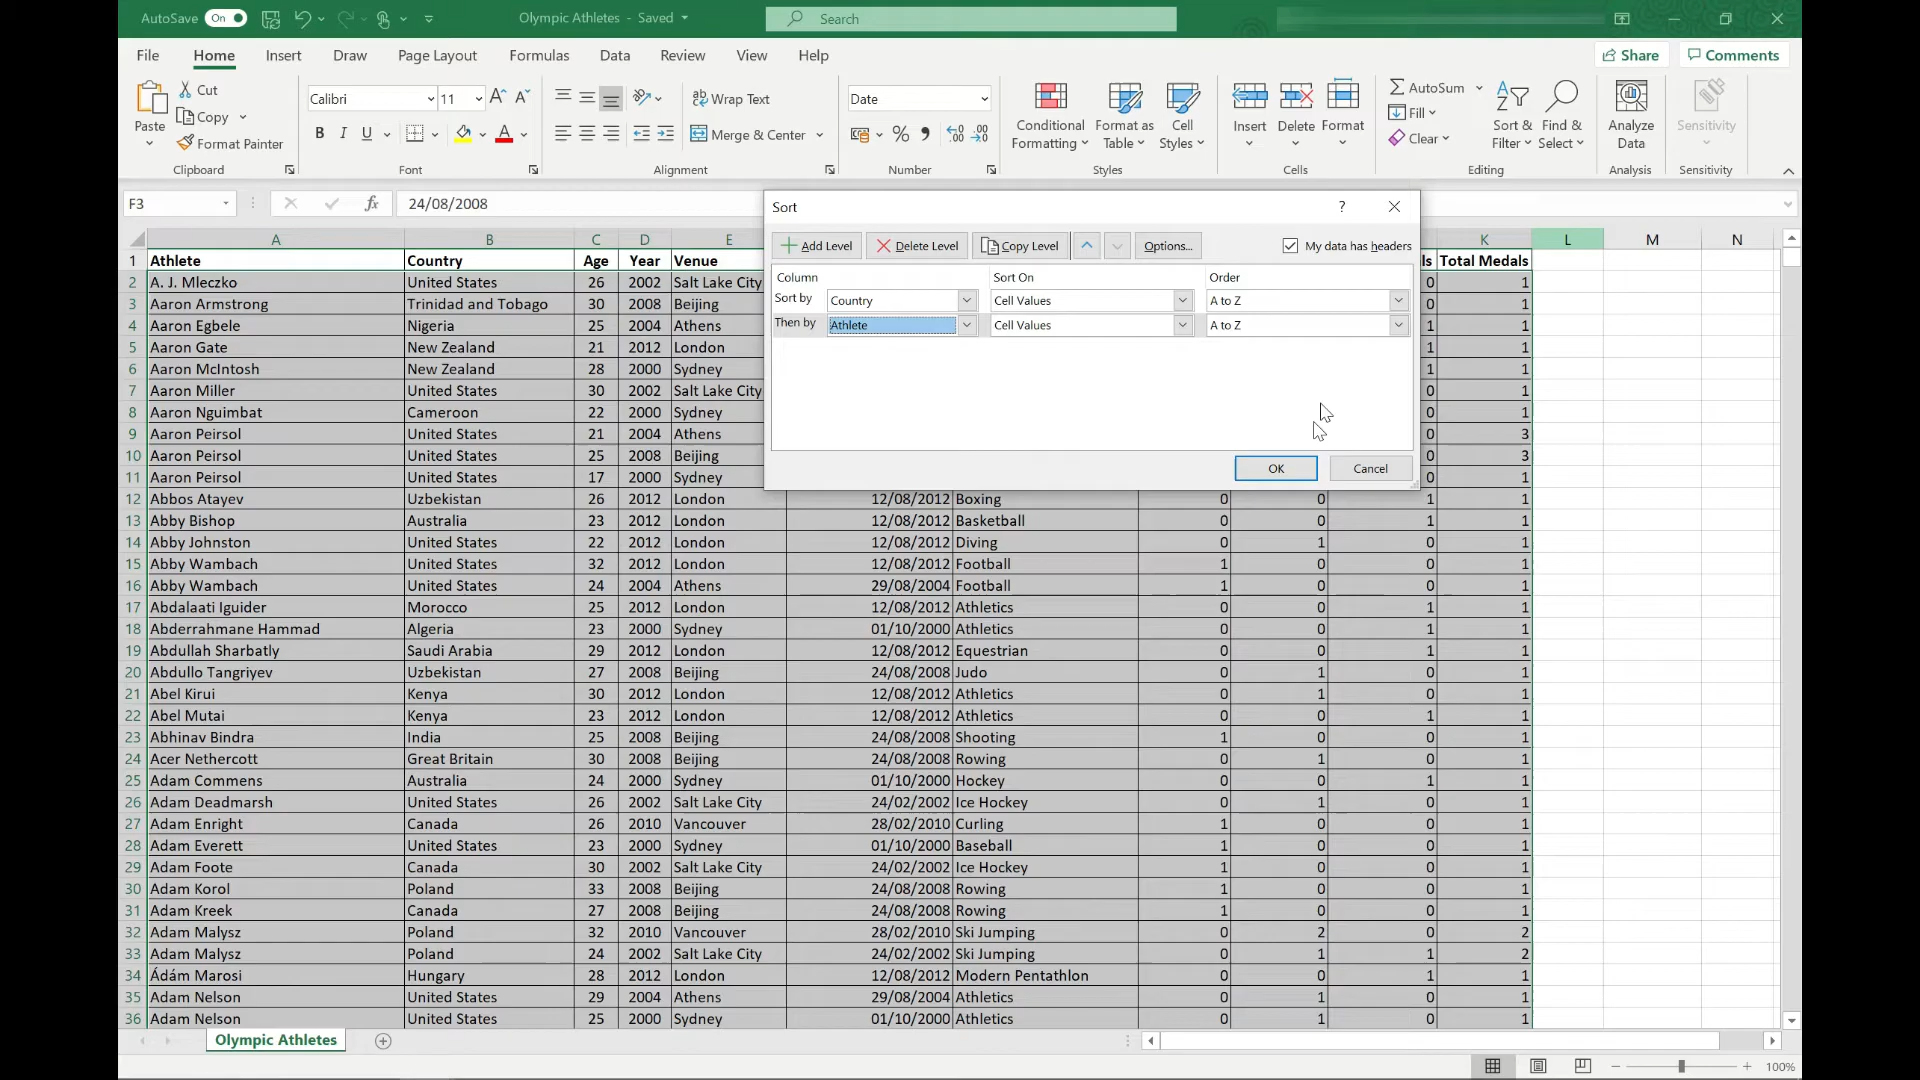 AutoSave On
Olympic Athletes - Saved
Search
File Home Insert Draw Page Layout Formulas Data Review View Help
Share Comments
Paste
Cut
Copy
Format Painter
Clipboard
Calibri 11
B I U
Font
Wrap Text
Merge & Center
Alignment
Date
Number
Conditional Formatting
Format as Table
Cell Styles
Styles
Insert Delete Format
Cells
AutoSum
Fill
Clear
Sort & Filter
Find & Select
Editing
Analyze Data
Analysis
Sensitivity
Sensitivity
F3 fx 24/08/2008
Sort
Add Level Delete Level Copy Level Options... My data has headers
Column Sort On Order
Sort by Country Cell Values A to Z
Then by Athlete Cell Values A to Z
OK Cancel
A B C D E K L M N
1 Athlete Country Age Year Venue ls Total Medals
2 A. J. Mleczko United States 26 2002 Salt Lake City 0 1
3 Aaron Armstrong Trinidad and Tobago 30 2008 Beijing 0 1
4 Aaron Egbele Nigeria 25 2004 Athens 1 1
5 Aaron Gate New Zealand 21 2012 London 1 1
6 Aaron McIntosh New Zealand 28 2000 Sydney 1 1
7 Aaron Miller United States 30 2002 Salt Lake City 0 1
8 Aaron Nguimbat Cameroon 22 2000 Sydney 0 1
9 Aaron Peirsol United States 21 2004 Athens 0 3
10 Aaron Peirsol United States 25 2008 Beijing 0 3
11 Aaron Peirsol United States 17 2000 Sydney 0 1
12 Abbos Atayev Uzbekistan 26 2012 London 12/08/2012 Boxing 0 0 1 1
13 Abby Bishop Australia 23 2012 London 12/08/2012 Basketball 0 0 1 1
14 Abby Johnston United States 22 2012 London 12/08/2012 Diving 0 1 0 1
15 Abby Wambach United States 32 2012 London 12/08/2012 Football 1 0 0 1
16 Abby Wambach United States 24 2004 Athens 29/08/2004 Football 1 0 0 1
17 Abdalaati Iguider Morocco 25 2012 London 12/08/2012 Athletics 0 0 1 1
18 Abderrahmane Hammad Algeria 23 2000 Sydney 01/10/2000 Athletics 0 0 1 1
19 Abdullah Sharbatly Saudi Arabia 29 2012 London 12/08/2012 Equestrian 0 0 1 1
20 Abdullo Tangriyev Uzbekistan 27 2008 Beijing 24/08/2008 Judo 0 1 0 1
21 Abel Kirui Kenya 30 2012 London 12/08/2012 Athletics 0 1 0 1
22 Abel Mutai Kenya 23 2012 London 12/08/2012 Athletics 0 0 1 1
23 Abhinav Bindra India 25 2008 Beijing 24/08/2008 Shooting 1 0 0 1
24 Acer Nethercott Great Britain 30 2008 Beijing 24/08/2008 Rowing 0 1 0 1
25 Adam Commens Australia 24 2000 Sydney 01/10/2000 Hockey 0 0 1 1
26 Adam Deadmarsh United States 26 2002 Salt Lake City 24/02/2002 Ice Hockey 0 1 0 1
27 Adam Enright Canada 26 2010 Vancouver 28/02/2010 Curling 1 0 0 1
28 Adam Everett United States 23 2000 Sydney 01/10/2000 Baseball 1 0 0 1
29 Adam Foote Canada 30 2002 Salt Lake City 24/02/2002 Ice Hockey 1 0 0 1
30 Adam Korol Poland 33 2008 Beijing 24/08/2008 Rowing 1 0 0 1
31 Adam Kreek Canada 27 2008 Beijing 24/08/2008 Rowing 1 0 0 1
32 Adam Malysz Poland 32 2010 Vancouver 28/02/2010 Ski Jumping 0 2 0 2
33 Adam Malysz Poland 24 2002 Salt Lake City 24/02/2002 Ski Jumping 0 1 1 2
34 Ádám Marosi Hungary 28 2012 London 12/08/2012 Modern Pentathlon 0 0 1 1
35 Adam Nelson United States 29 2004 Athens 29/08/2004 Athletics 0 1 0 1
36 Adam Nelson United States 25 2000 Sydney 01/10/2000 Athletics 0 1 0 1
Olympic Athletes
100%